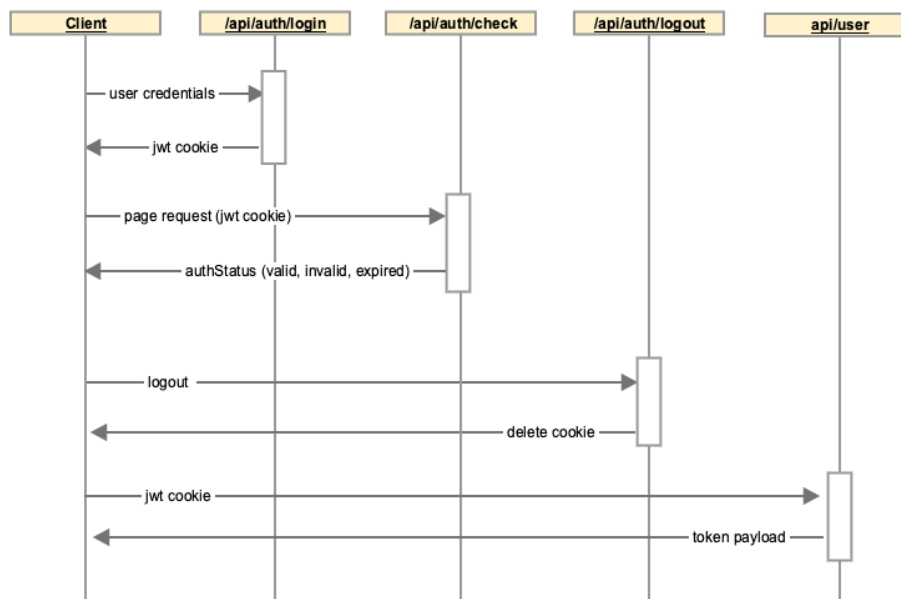 Client
/api/auth/login
/api/auth/check
/api/auth/logout
api/user
user credentials
jwt cookie
page request (jwt cookie)
authStatus (valid, invalid, expired)
logout
delete cookie
jwt cookie
token payload